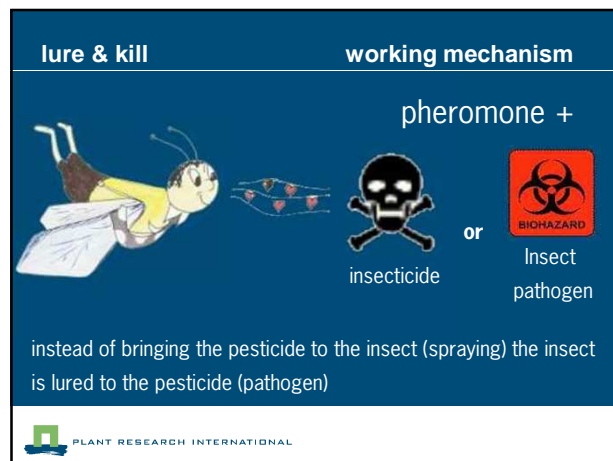 lure & kill working mechanism
pheromone +
BIOHAZARD
or
insecticide
Insect
pathogen
instead of bringing the pesticide to the insect (spraying) the insect
is lured to the pesticide (pathogen)
PLANT RESEARCH INTERNATIONAL